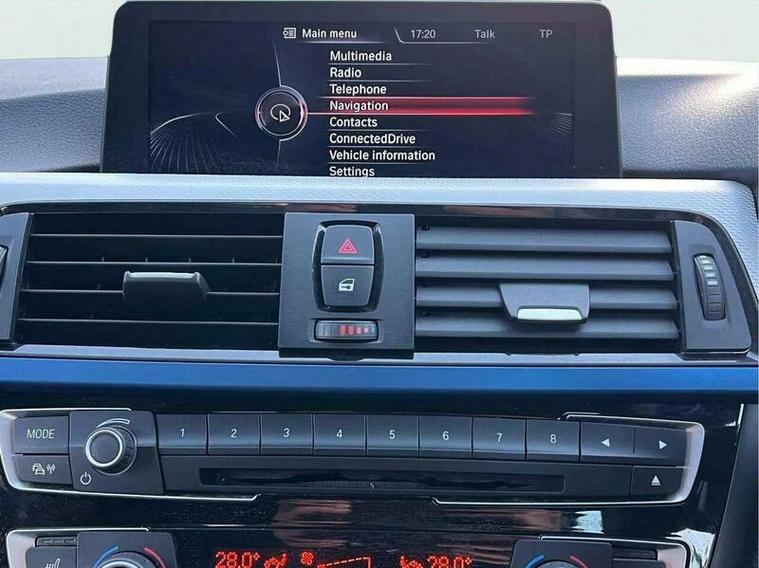 Main menu 17:20 Talk TP
Multimedia
Radio
Telephone
Navigation
Contacts
ConnectedDrive
Vehicle information
Settings
MODE 1 2 3 4 5 6 7 8
28.0° 28.0°